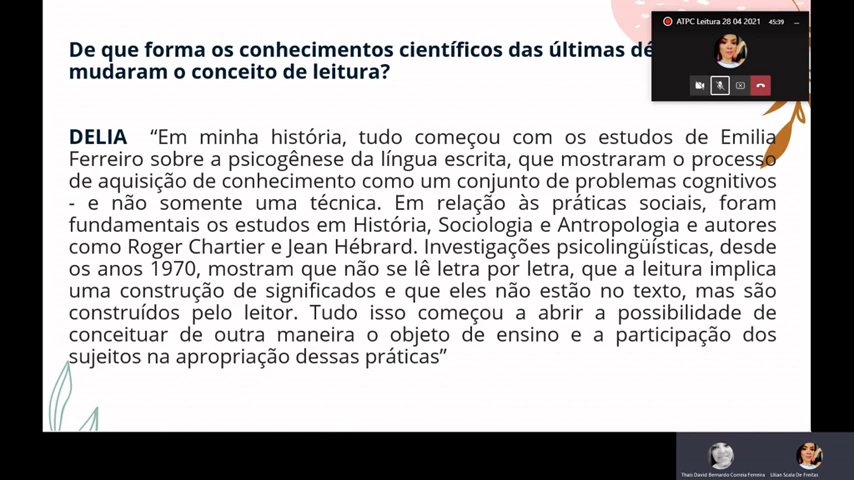 ATPC Leitura 28 04 2021 45:39
De que forma os conhecimentos científicos das últimas dé
mudaram o conceito de leitura?
DELIA “Em minha história, tudo começou com os estudos de Emilia
Ferreiro sobre a psicogênese da língua escrita, que mostraram o processo
de aquisição de conhecimento como um conjunto de problemas cognitivos
- e não somente uma técnica. Em relação às práticas sociais, foram
fundamentais os estudos em História, Sociologia e Antropologia e autores
como Roger Chartier e Jean Hébrard. Investigações psicolingüísticas, desde
os anos 1970, mostram que não se lê letra por letra, que a leitura implica
uma construção de significados e que eles não estão no texto, mas são
construídos pelo leitor. Tudo isso começou a abrir a possibilidade de
conceituar de outra maneira o objeto de ensino e a participação dos
sujeitos na apropriação dessas práticas”
Thais David Bernardo Correia Ferreira Lilian Scala De Freitas